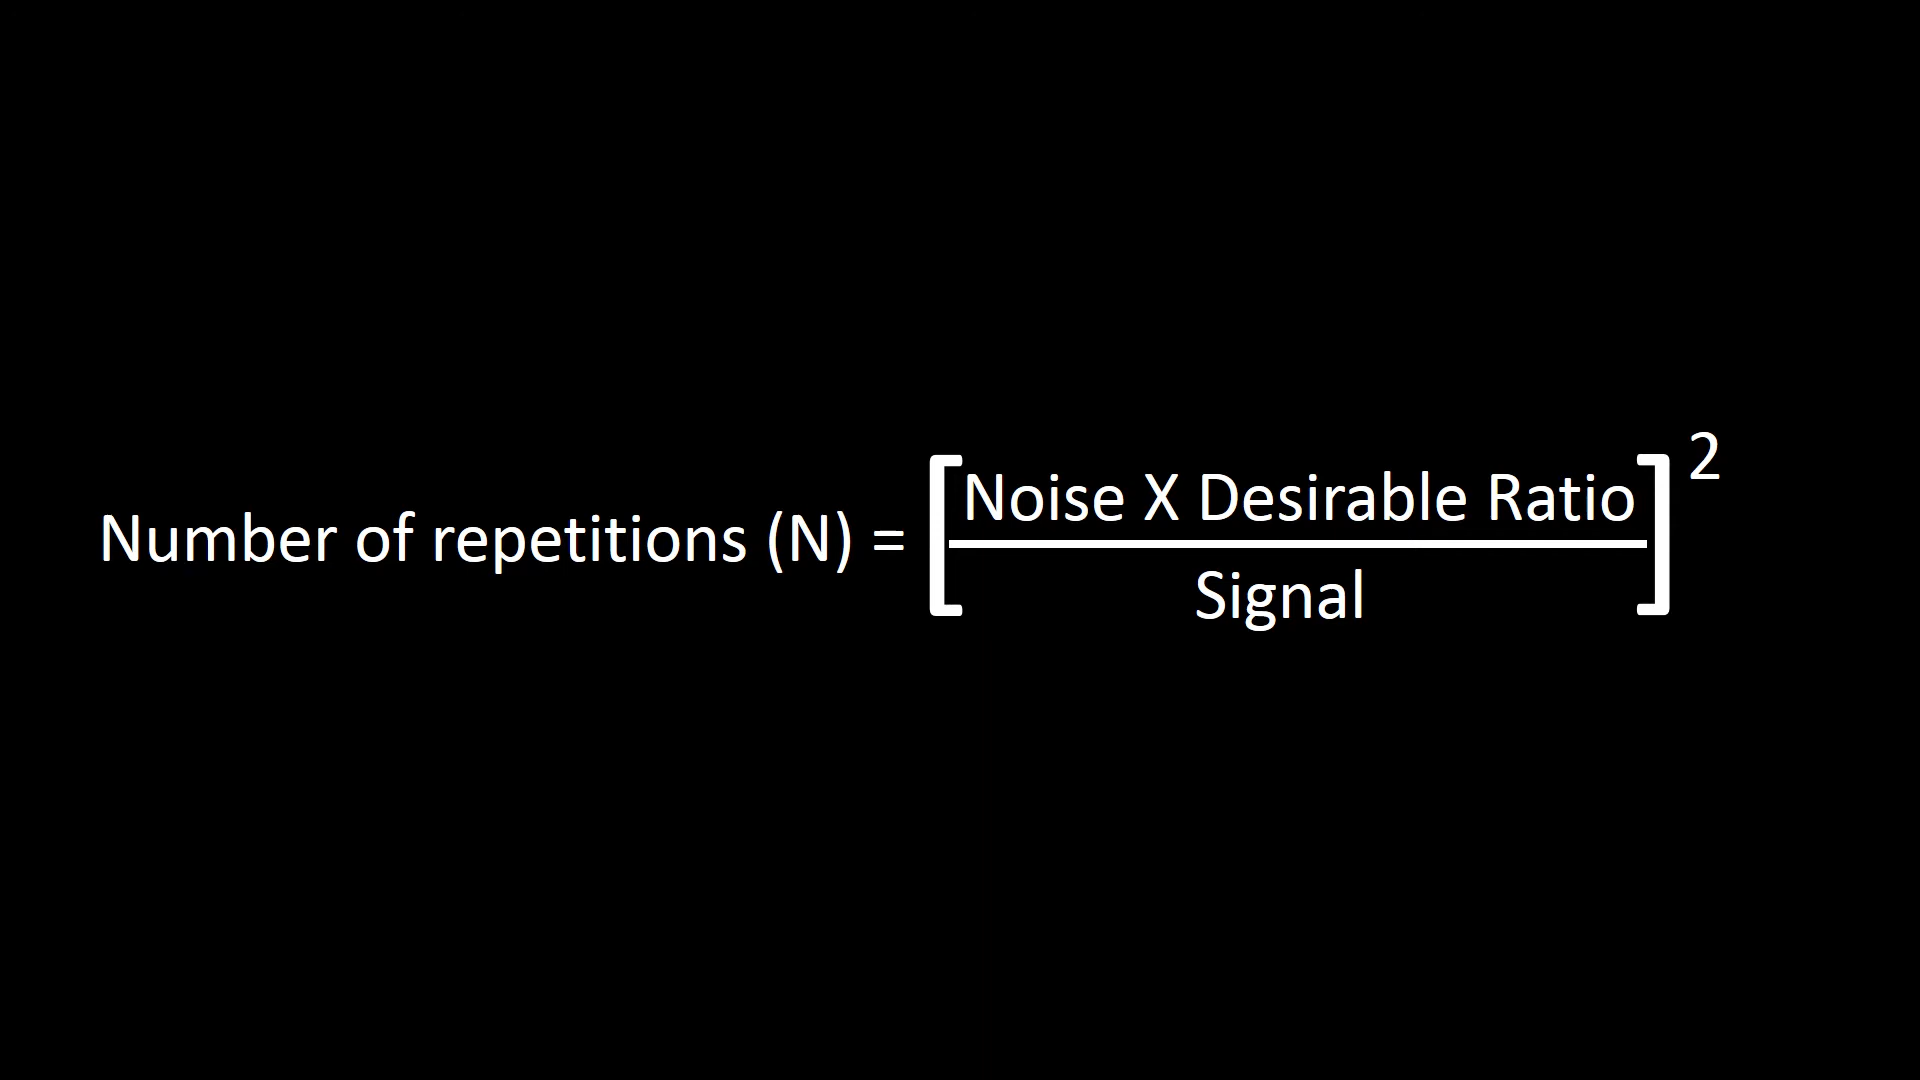 Number of repetitions (N) = [Noise X Desirable Ratio / Signal]²